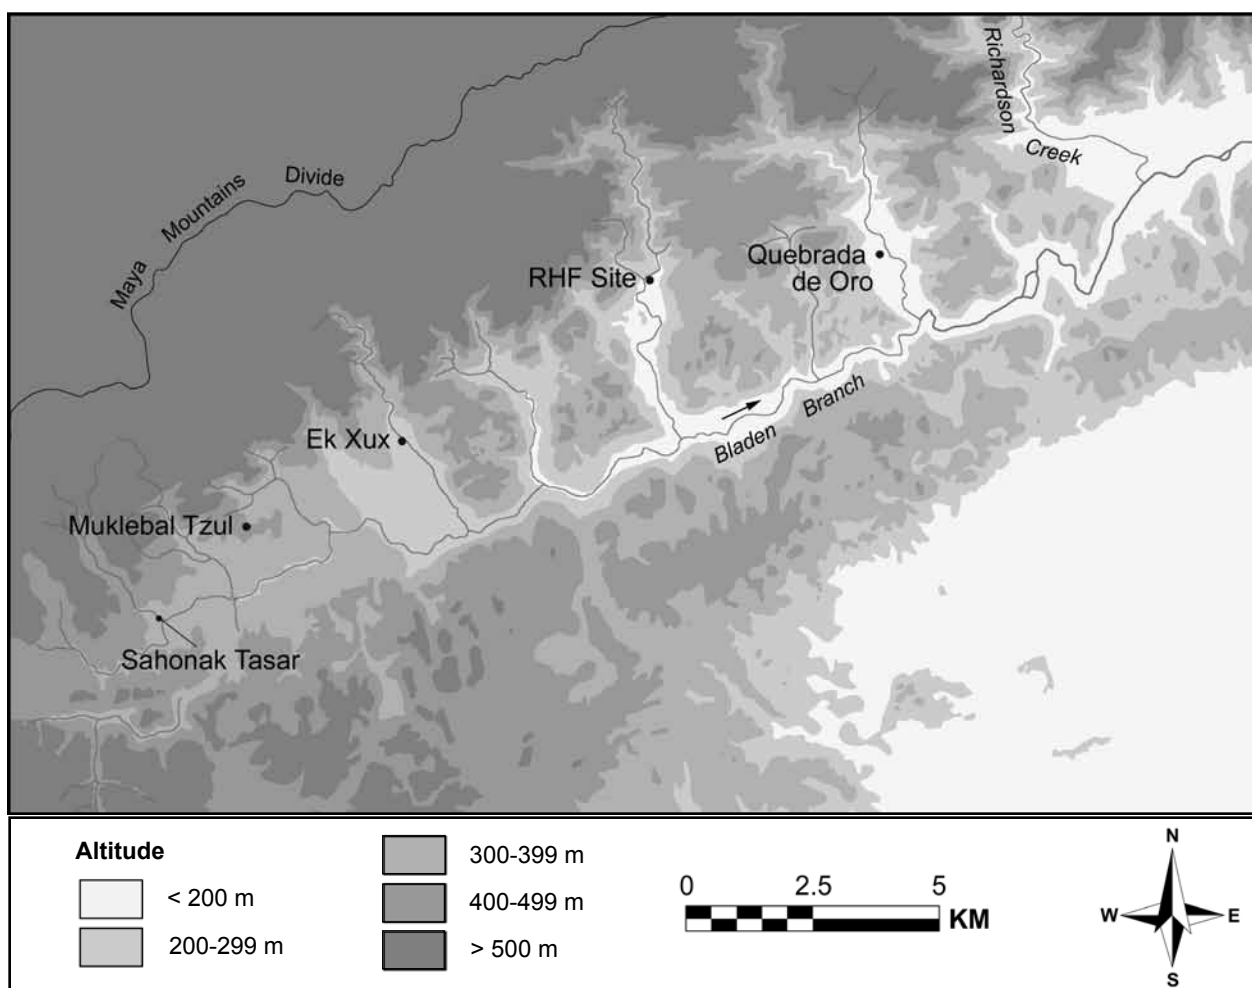 Richardson
Creek
Maya
Mountains
Divide
Quebrada
de Oro
RHF Site
Bladen
Branch
Ek Xux
Muklebal Tzul
Sahonak Tasar
Altitude
< 200 m
200-299 m
300-399 m
400-499 m
> 500 m
0 2.5 5
KM
N
W E
S